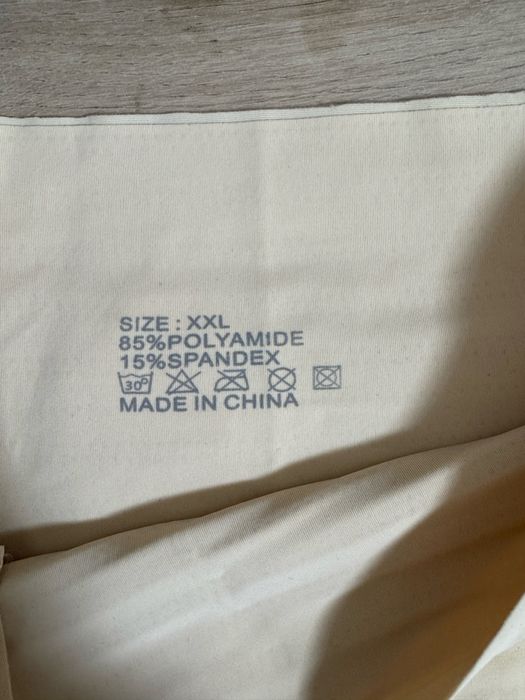 SIZE : XXL
85%POLYAMIDE
15%SPANDEX
30°
MADE IN CHINA